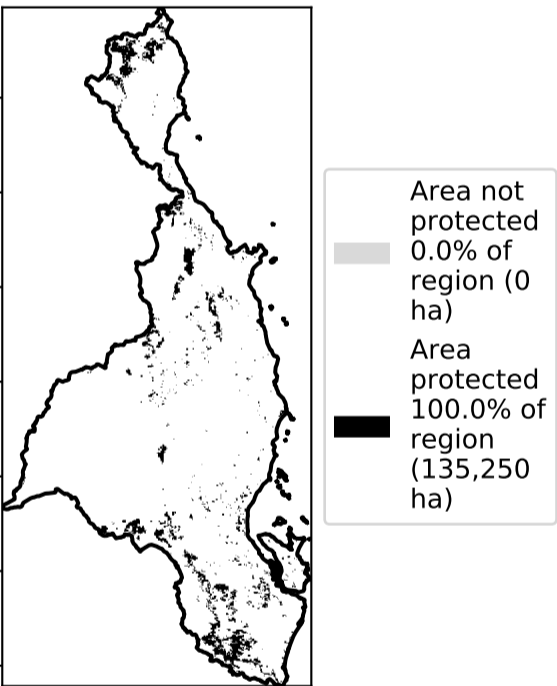 Area not
protected
0.0% of
region (0
ha)
Area
protected
100.0% of
region
(135,250
ha)